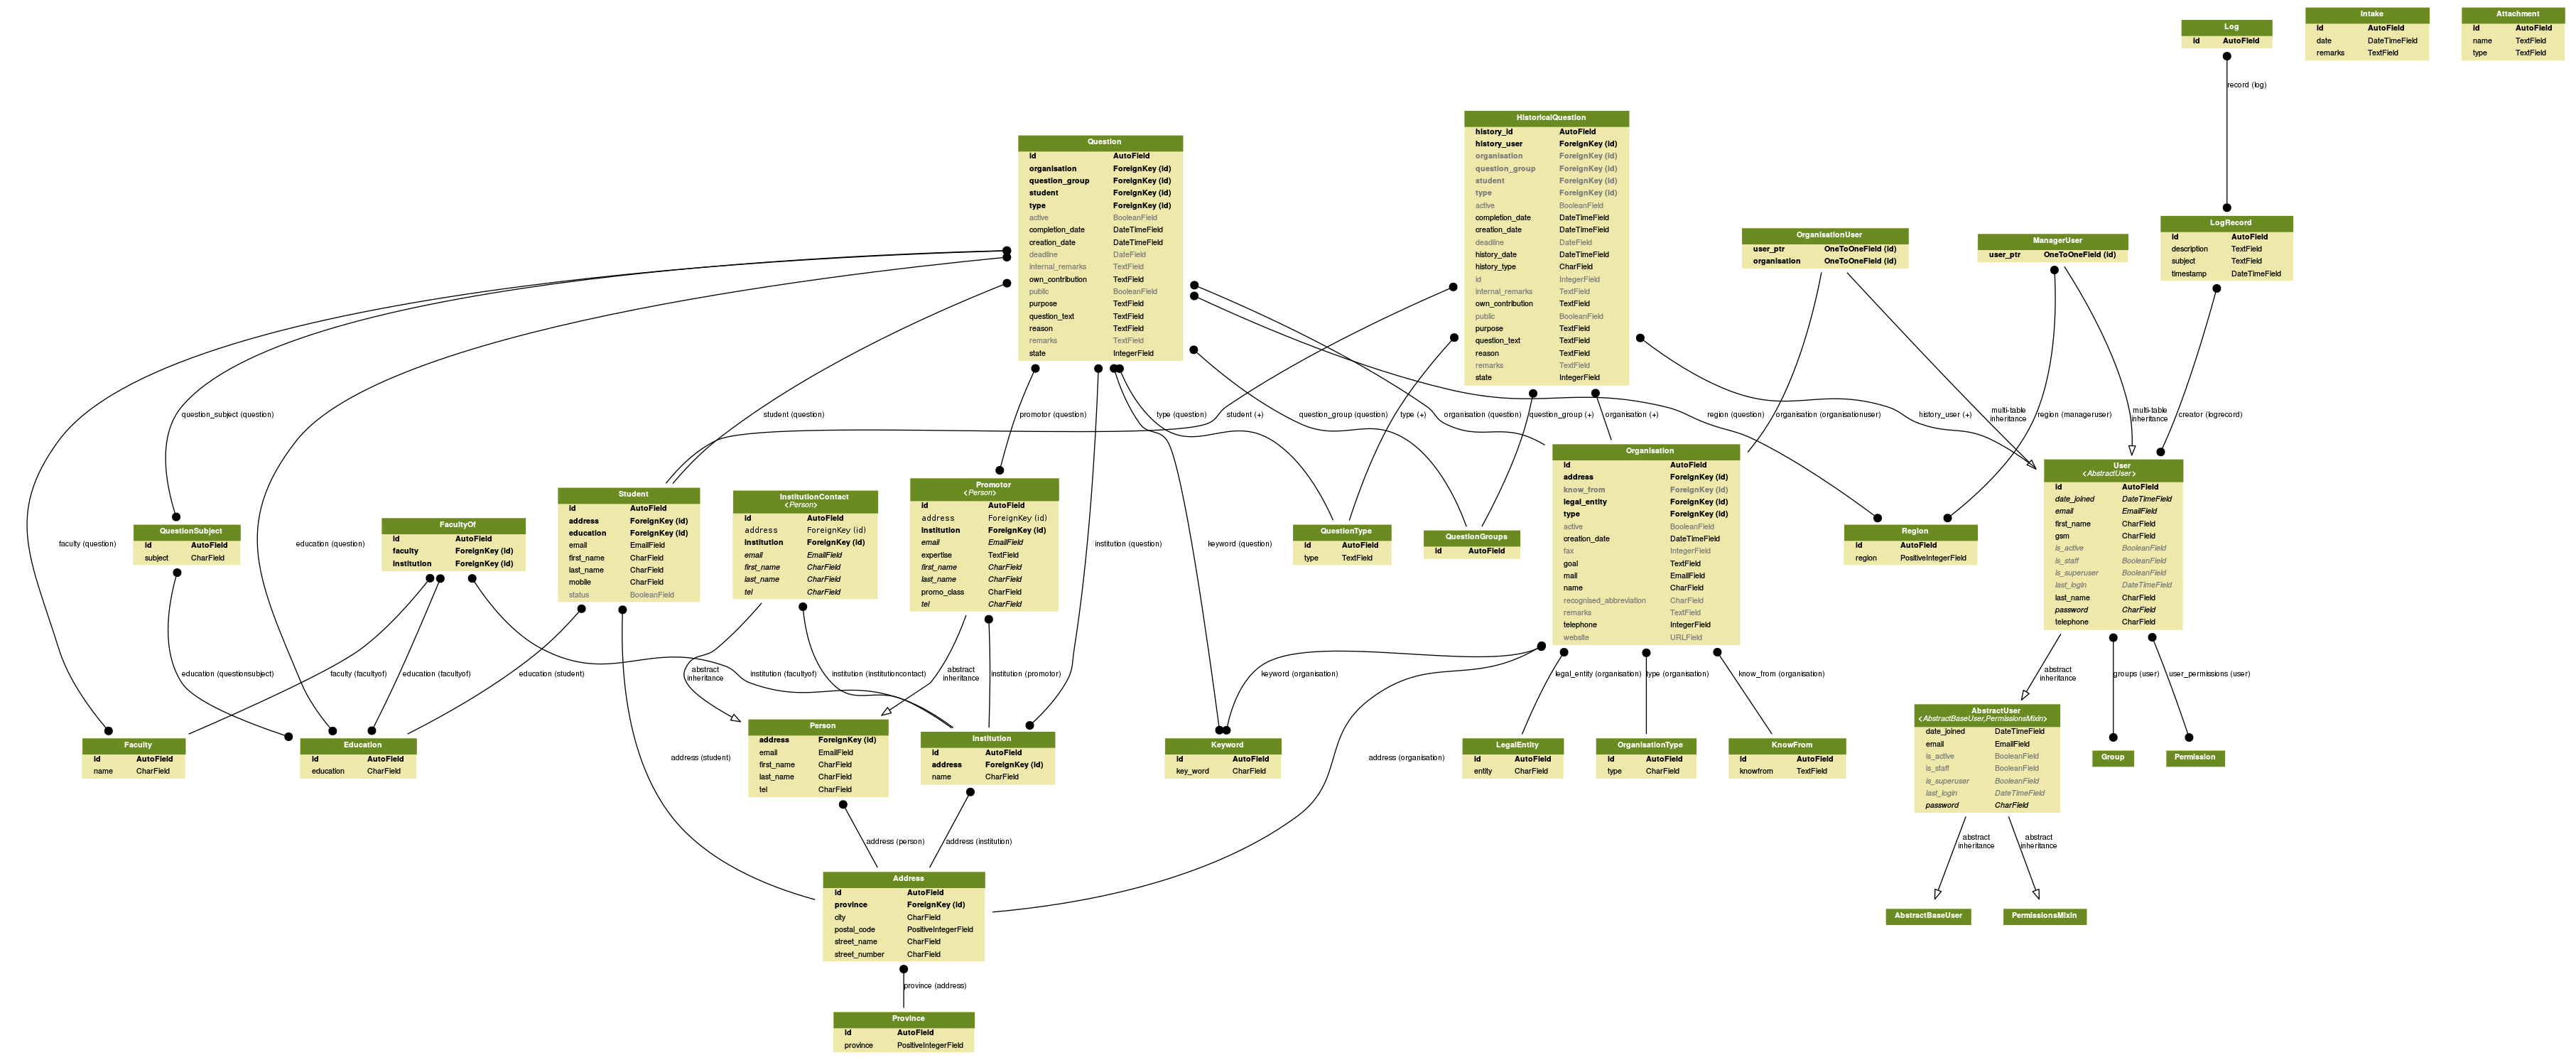 Log
id AutoField
Intake
id AutoField
date DateTimeField
remarks TextField
Attachment
id AutoField
name TextField
type TextField
record (log)
Question
id AutoField
organisation ForeignKey (id)
question_group ForeignKey (id)
student ForeignKey (id)
type ForeignKey (id)
active BooleanField
completion_date DateTimeField
creation_date DateTimeField
deadline DateField
internal_remarks TextField
own_contribution TextField
public BooleanField
purpose TextField
question_text TextField
reason TextField
remarks TextField
state IntegerField
HistoricalQuestion
history_id AutoField
history_user ForeignKey (id)
organisation ForeignKey (id)
question_group ForeignKey (id)
student ForeignKey (id)
type ForeignKey (id)
active BooleanField
completion_date DateTimeField
creation_date DateTimeField
deadline DateField
history_date DateTimeField
history_type CharField
id IntegerField
internal_remarks TextField
own_contribution TextField
public BooleanField
purpose TextField
question_text TextField
reason TextField
remarks TextField
state IntegerField
OrganisationUser
user_ptr OneToOneField (id)
organisation OneToOneField (id)
ManagerUser
user_ptr OneToOneField (id)
LogRecord
id AutoField
description TextField
subject TextField
timestamp DateTimeField
question_subject (question)
student (question)
promotor (question)
type (question)
student (+)
question_group (question)
type (+)
organisation (question)
question_group (+)
organisation (+)
region (question)
organisation (organisationuser)
history_user (+)
multi-table
inheritance
region (manageruser)
multi-table
inheritance
creator (logrecord)
faculty (question)
QuestionSubject
id AutoField
subject CharField
education (question)
FacultyOf
id AutoField
faculty ForeignKey (id)
institution ForeignKey (id)
Student
id AutoField
address ForeignKey (id)
education ForeignKey (id)
email EmailField
first_name CharField
last_name CharField
mobile CharField
status BooleanField
InstitutionContact
<Person>
id AutoField
address ForeignKey (id)
institution ForeignKey (id)
email EmailField
first_name CharField
last_name CharField
tel CharField
Promotor
<Person>
id AutoField
address ForeignKey (id)
institution ForeignKey (id)
email EmailField
expertise TextField
first_name CharField
last_name CharField
promo_class CharField
tel CharField
institution (question)
keyword (question)
QuestionType
id AutoField
type TextField
QuestionGroups
id AutoField
Organisation
id AutoField
address ForeignKey (id)
know_from ForeignKey (id)
legal_entity ForeignKey (id)
type ForeignKey (id)
active BooleanField
creation_date DateTimeField
fax IntegerField
goal TextField
mail EmailField
name CharField
recognised_abbreviation CharField
remarks TextField
telephone IntegerField
website URLField
Region
id AutoField
region PositiveIntegerField
User
<AbstractUser>
id AutoField
date_joined DateTimeField
email EmailField
first_name CharField
gsm CharField
is_active BooleanField
is_staff BooleanField
is_superuser BooleanField
last_login DateTimeField
last_name CharField
password CharField
telephone CharField
education (questionsubject)
faculty (facultyof)
education (facultyof)
education (student)
abstract
inheritance
institution (facultyof)
institution (institutioncontact)
abstract
inheritance
institution (promotor)
keyword (organisation)
legal_entity (organisation)
type (organisation)
know_from (organisation)
abstract
inheritance
groups (user)
user_permissions (user)
Faculty
id AutoField
name CharField
Education
id AutoField
education CharField
address (student)
Person
address ForeignKey (id)
email EmailField
first_name CharField
last_name CharField
tel CharField
Institution
id AutoField
address ForeignKey (id)
name CharField
Keyword
id AutoField
key_word CharField
address (organisation)
LegalEntity
id AutoField
entity CharField
OrganisationType
id AutoField
type CharField
KnowFrom
id AutoField
knowfrom TextField
AbstractUser
<AbstractBaseUser,PermissionsMixin>
date_joined DateTimeField
email EmailField
is_active BooleanField
is_staff BooleanField
is_superuser BooleanField
last_login DateTimeField
password CharField
Group
Permission
address (person)
address (institution)
abstract
inheritance
abstract
inheritance
Address
id AutoField
province ForeignKey (id)
city CharField
postal_code PositiveIntegerField
street_name CharField
street_number CharField
AbstractBaseUser
PermissionsMixin
province (address)
Province
id AutoField
province PositiveIntegerField